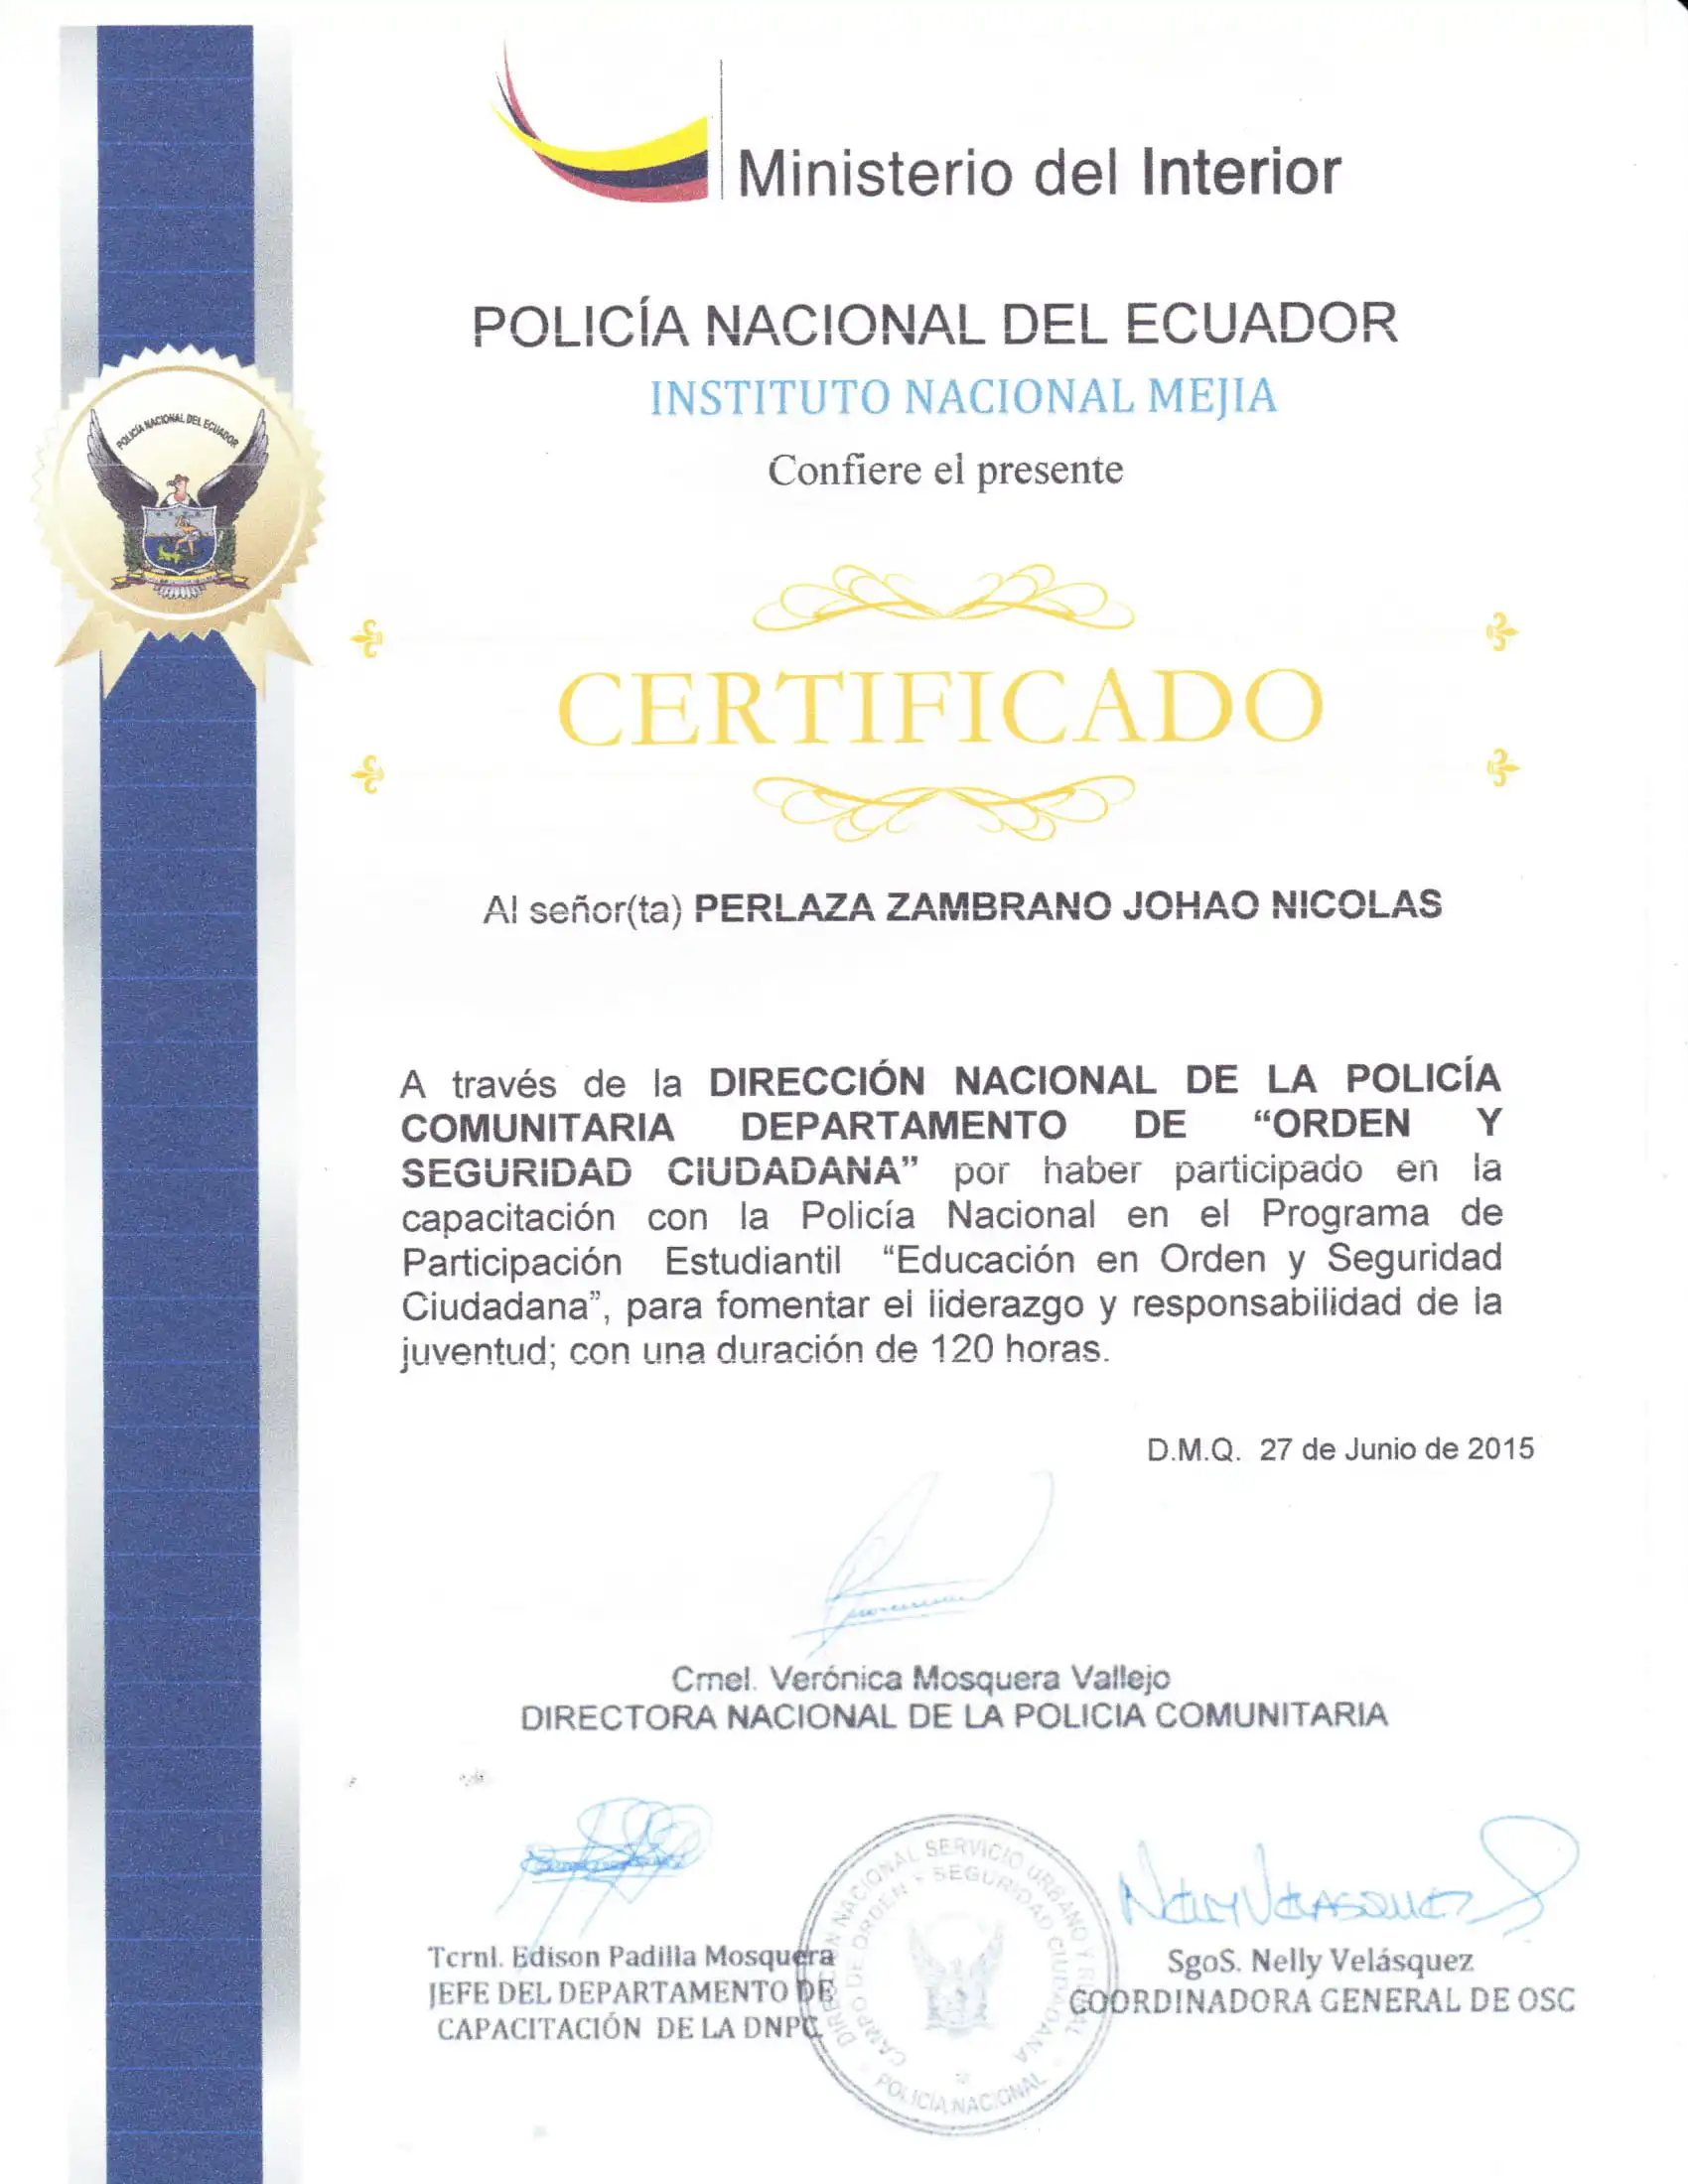 Ministerio del Interior
POLICÍA NACIONAL DEL ECUADOR
INSTITUTO NACIONAL MEJIA
Confiere el presente
POLICÍA NACIONAL DEL ECUADOR
CERTIFICADO
Al señor(ta) PERLAZA ZAMBRANO JOHAO NICOLAS
A través de la DIRECCIÓN NACIONAL DE LA POLICÍA
COMUNITARIA DEPARTAMENTO DE “ORDEN Y
SEGURIDAD CIUDADANA” por haber participado en la
capacitación con la Policía Nacional en el Programa de
Participación Estudiantil “Educación en Orden y Seguridad
Ciudadana”, para fomentar el liderazgo y responsabilidad de la
juventud; con una duración de 120 horas.
D.M.Q. 27 de Junio de 2015
Crnel. Verónica Mosquera Vallejo
DIRECTORA NACIONAL DE LA POLICIA COMUNITARIA
Nelly Velasquez
Tcrnl. Edison Padilla Mosquera
JEFE DEL DEPARTAMENTO DE
CAPACITACIÓN DE LA DNPC
DIRECCIÓN NACIONAL SERVICIO URBANO Y RURAL
CAMPO DE ORDEN Y SEGURIDAD CIUDADANA
POLICIA NACIONAL
SgoS. Nelly Velásquez
COORDINADORA GENERAL DE OSC